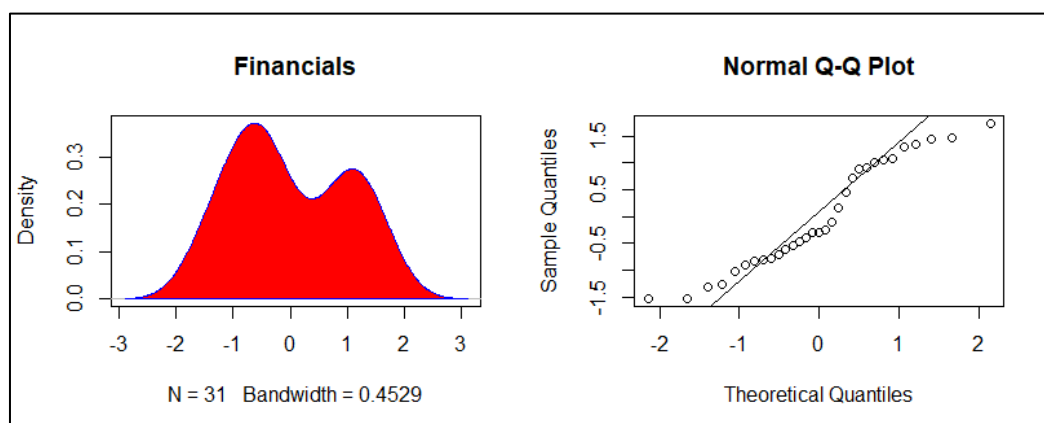 Financials
Density
0.0 0.1 0.2 0.3
-3 -2 -1 0 1 2 3
N = 31 Bandwidth = 0.4529
Normal Q-Q Plot
Sample Quantiles
-1.5 -0.5 0.5 1.5
-2 -1 0 1 2
Theoretical Quantiles